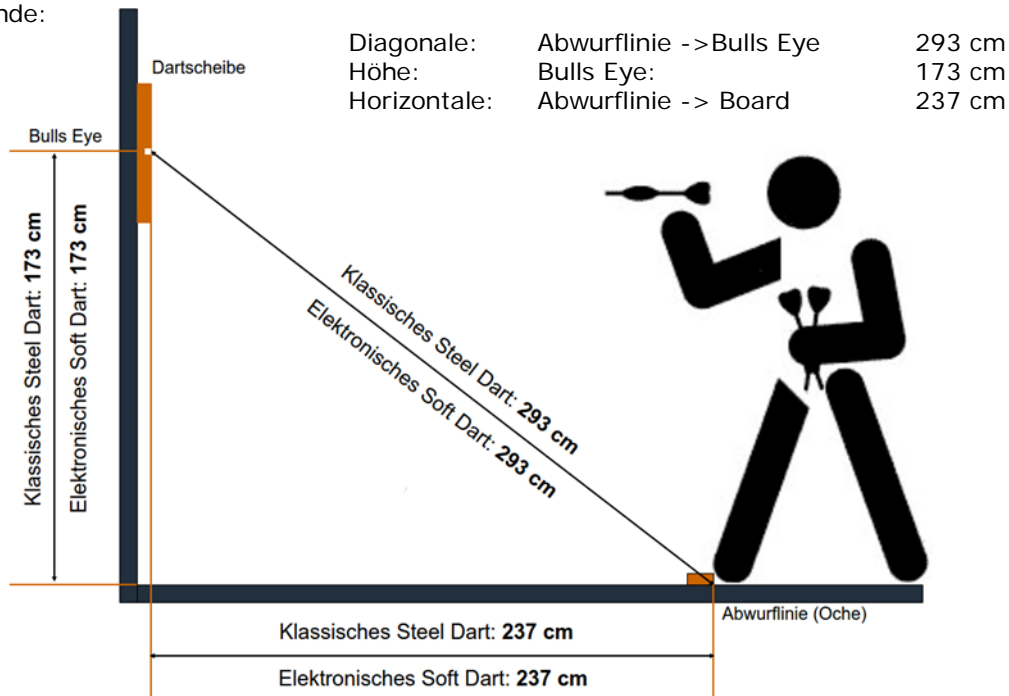 nde:
Diagonale: Abwurflinie ->Bulls Eye 293 cm
Höhe: Bulls Eye: 173 cm
Horizontale: Abwurflinie -> Board 237 cm
Dartscheibe
Bulls Eye
Klassisches Steel Dart: 173 cm
Elektronisches Soft Dart: 173 cm
Klassisches Steel Dart: 293 cm
Elektronisches Soft Dart: 293 cm
Abwurflinie (Oche)
Klassisches Steel Dart: 237 cm
Elektronisches Soft Dart: 237 cm